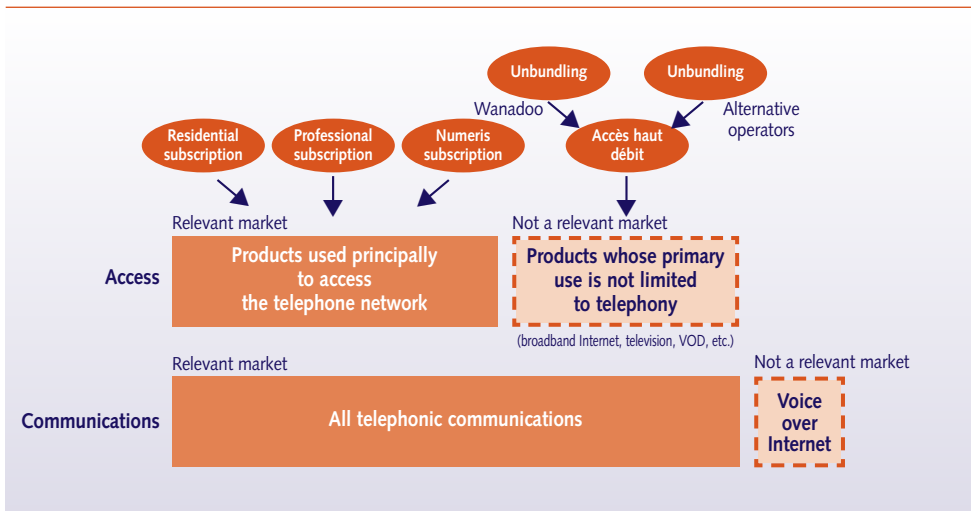 Unbundling
Unbundling
Wanadoo
Alternative
operators
Residential
subscription
Professional
subscription
Numeris
subscription
Accès haut
débit
Relevant market
Not a relevant market
Access
Products used principally
to access
the telephone network
Products whose primary
use is not limited
to telephony
(broadband Internet, television, VOD, etc.)
Relevant market
Not a relevant market
Communications
All telephonic communications
Voice
over
Internet